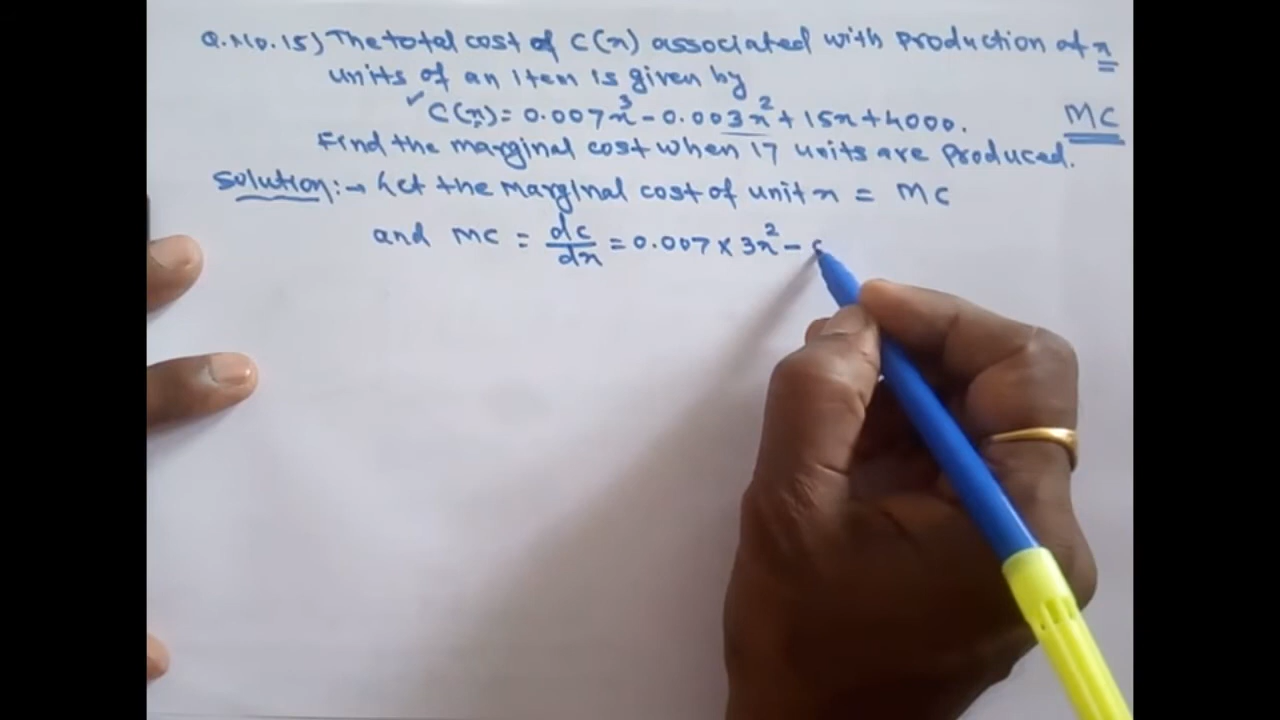 Q.No.15) The total cost of C(x) associated with production of x
units of an item is given by
✓ C(x) = 0.007x³ - 0.003x² + 15x + 4000.
MC
Find the marginal cost when 17 units are produced.
Solution:→ Let the Marginal cost of unit x = MC
and MC = dc/dx = 0.007 × 3x² -